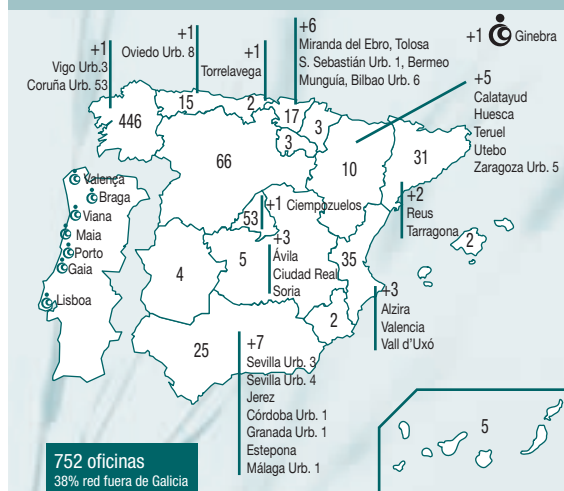 +1
Vigo Urb.3
Coruña Urb. 53
+1
Oviedo Urb. 8
+1
Torrelavega
+6
Miranda del Ebro, Tolosa
S. Sebastián Urb. 1, Bermeo
Munguía, Bilbao Urb. 6
+1 Ginebra
+5
Calatayud
Huesca
Teruel
Utebo
Zaragoza Urb. 5
446
15
2
17
3
3
66
10
31
+2
Reus
Tarragona
Valença
Braga
Viana
Maia
Porto
Gaia
Lisboa
53
+1 Ciempozuelos
+3
Ávila
Ciudad Real
Soria
4
5
35
2
2
+3
Alzira
Valencia
Vall d'Uxó
25
+7
Sevilla Urb. 3
Sevilla Urb. 4
Jerez
Córdoba Urb. 1
Granada Urb. 1
Estepona
Málaga Urb. 1
5
752 oficinas
38% red fuera de Galicia